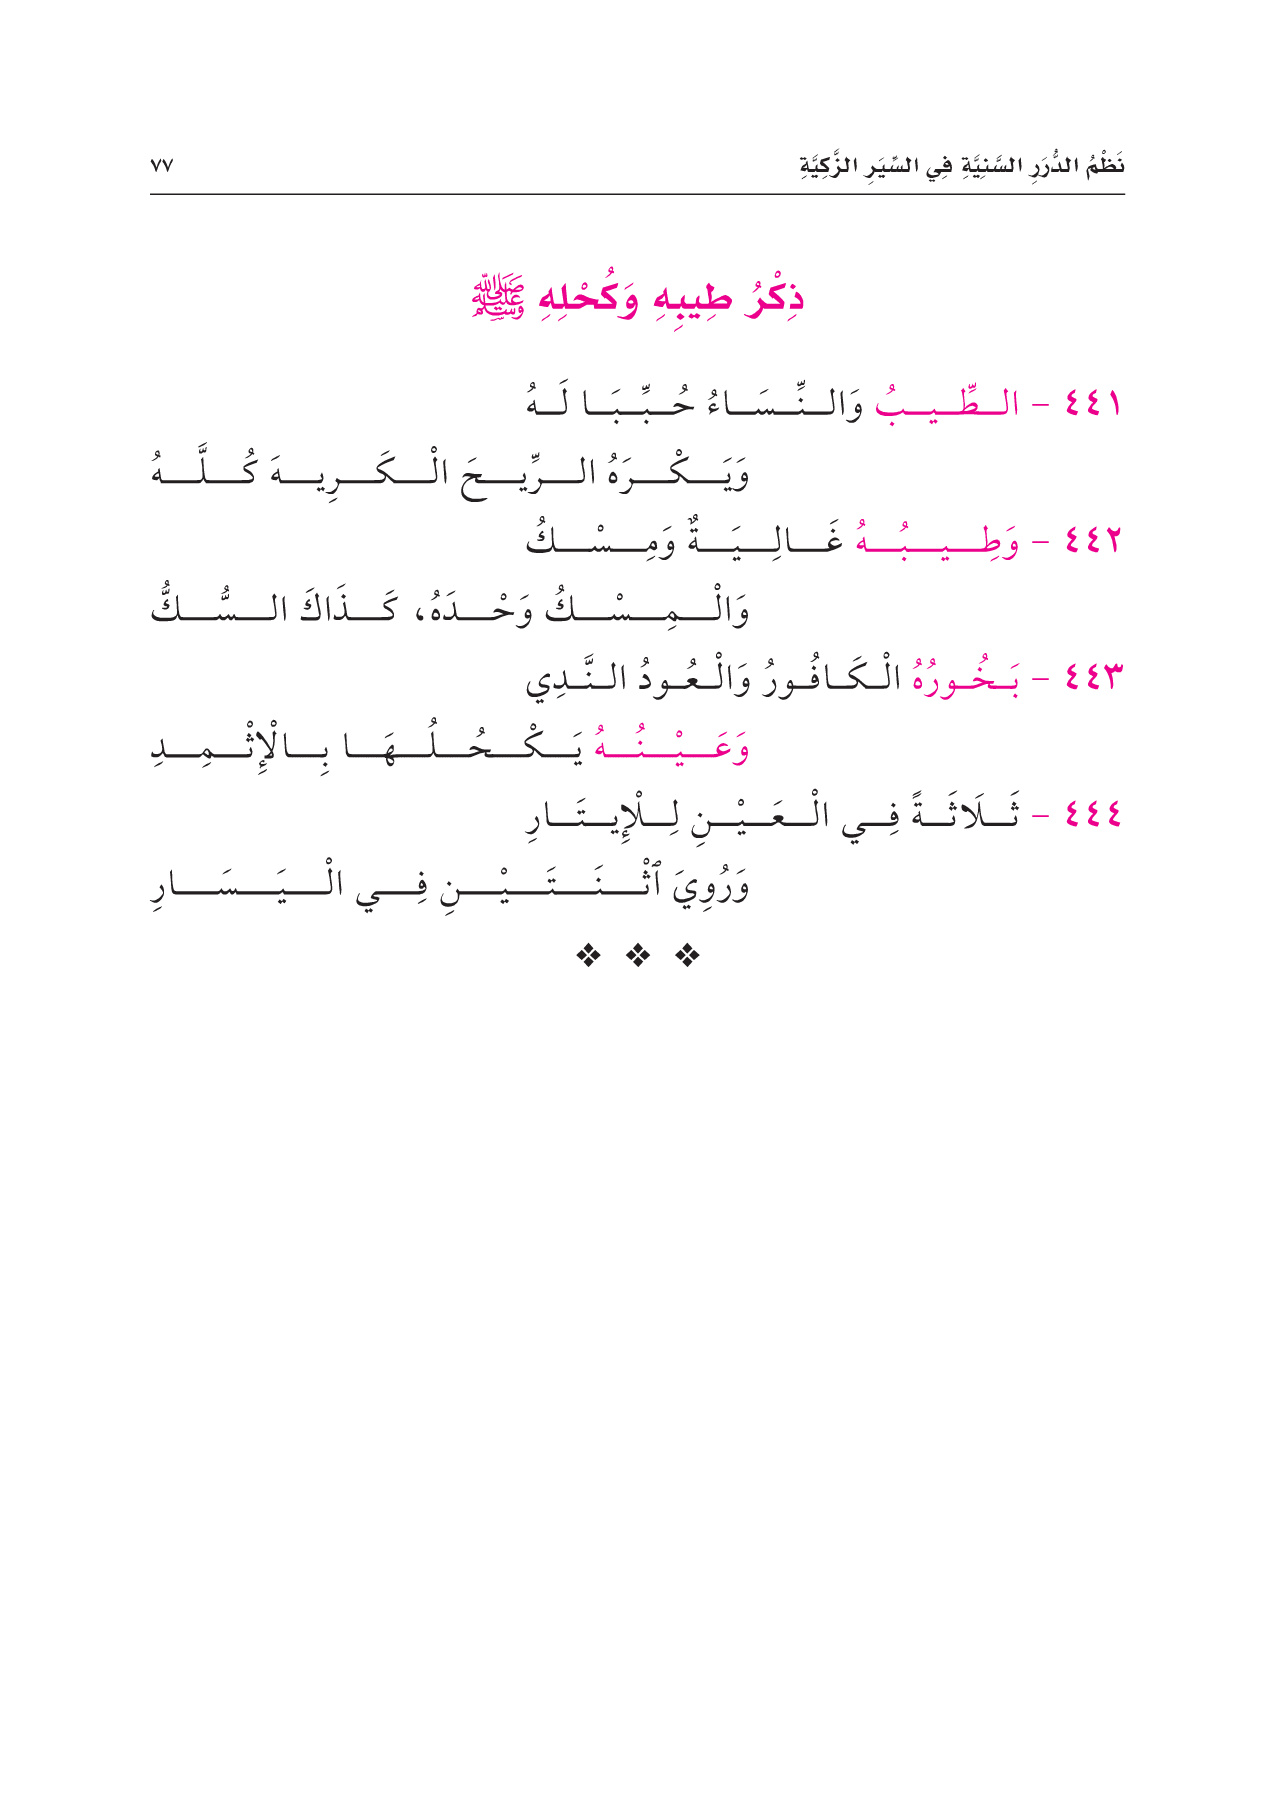 نَظْمُ الدُّرَرِ السَّنِيَّةِ فِي السِّيَرِ الزَّكِيَّةِ ٧٧
ذِكْرُ طِيبِهِ وَكُحْلِهِ ﷺ
٤٤١ - الطِّيبُ وَالنِّسَاءُ حُبِّبَا لَهُ
وَيَكْرَهُ الرِّيحَ الْكَرِيهَ كُلَّهُ
٤٤٢ - وَطِيبُهُ غَالِيَةٌ وَمِسْكُ
وَالْمِسْكُ وَحْدَهُ، كَذَاكَ السُّكُّ
٤٤٣ - بَخُورُهُ الْكَافُورُ وَالْعُودُ النَّدِي
وَعَيْنُهُ يَكْحُلُهَا بِالْإِثْمِدِ
٤٤٤ - ثَلَاثَةً فِي الْعَيْنِ لِلْإِيتَارِ
وَرُوِيَ ٱثْنَتَيْنِ فِي الْيَسَارِ